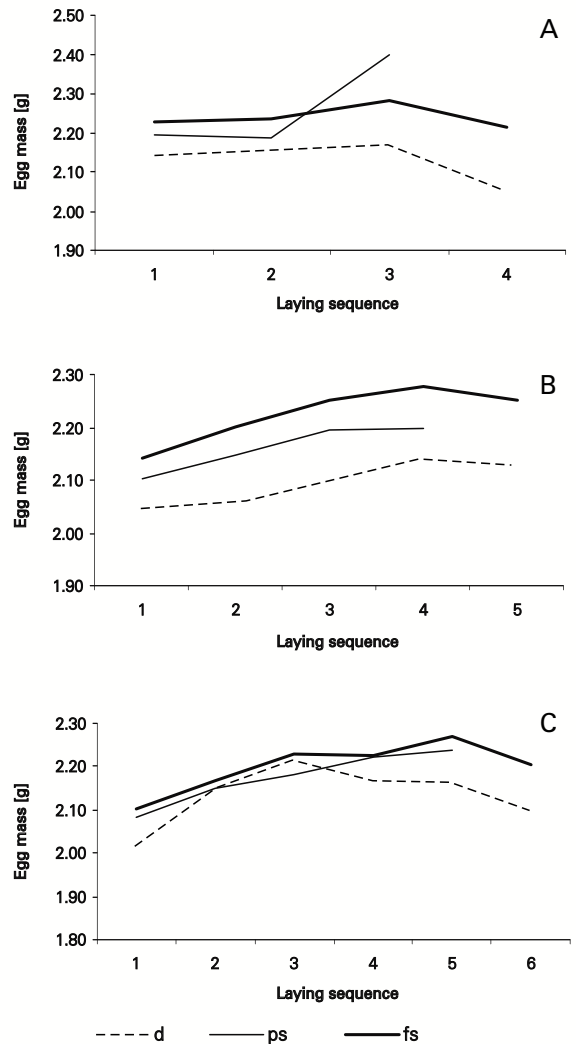 A
2.50
2.40
2.30
2.20
2.10
2.00
1.90
Egg mass [g]
1 2 3 4
Laying sequence
B
2.30
2.20
2.10
2.00
1.90
Egg mass [g]
1 2 3 4 5
Laying sequence
C
2.30
2.20
2.10
2.00
1.90
1.80
Egg mass [g]
1 2 3 4 5 6
Laying sequence
d ps fs